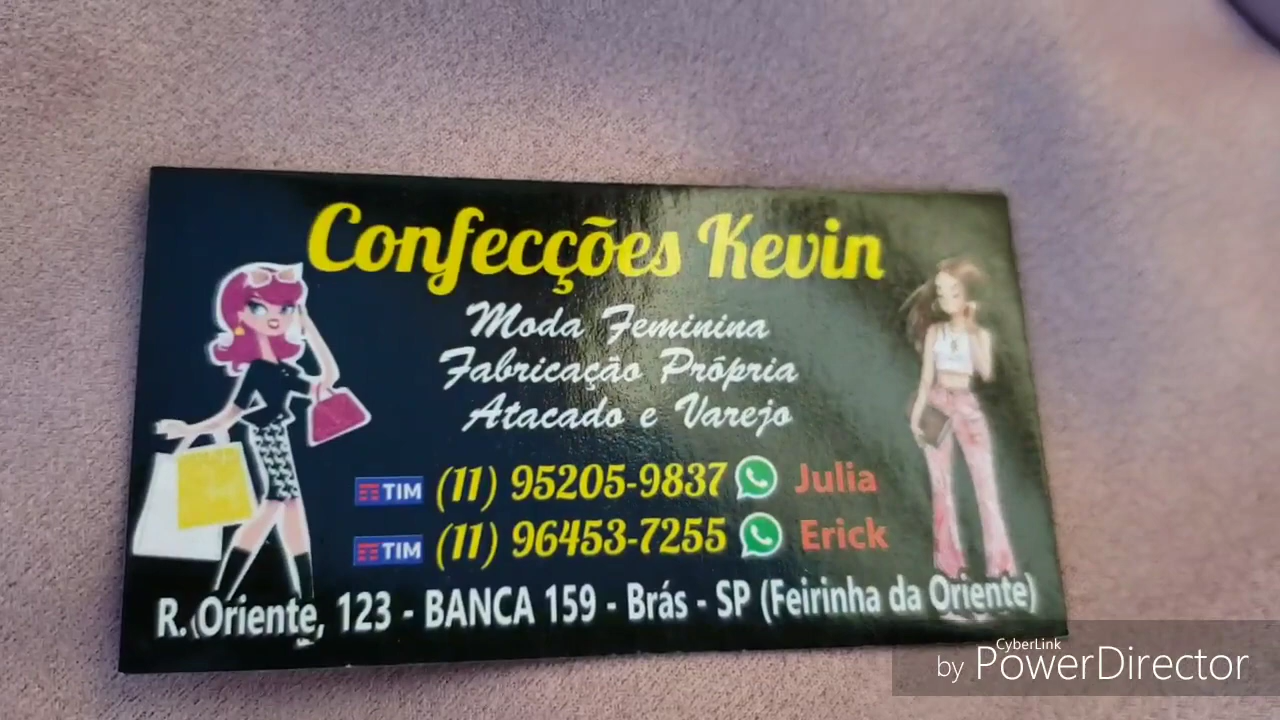 Confecções Kevin
Moda Feminina
Fabricação Própria
Atacado e Varejo
TIM (11) 95205-9837 Julia
TIM (11) 96453-7255 Erick
R. Oriente, 123 - BANCA 159 - Brás - SP (Feirinha da Oriente)
CyberLink
by PowerDirector